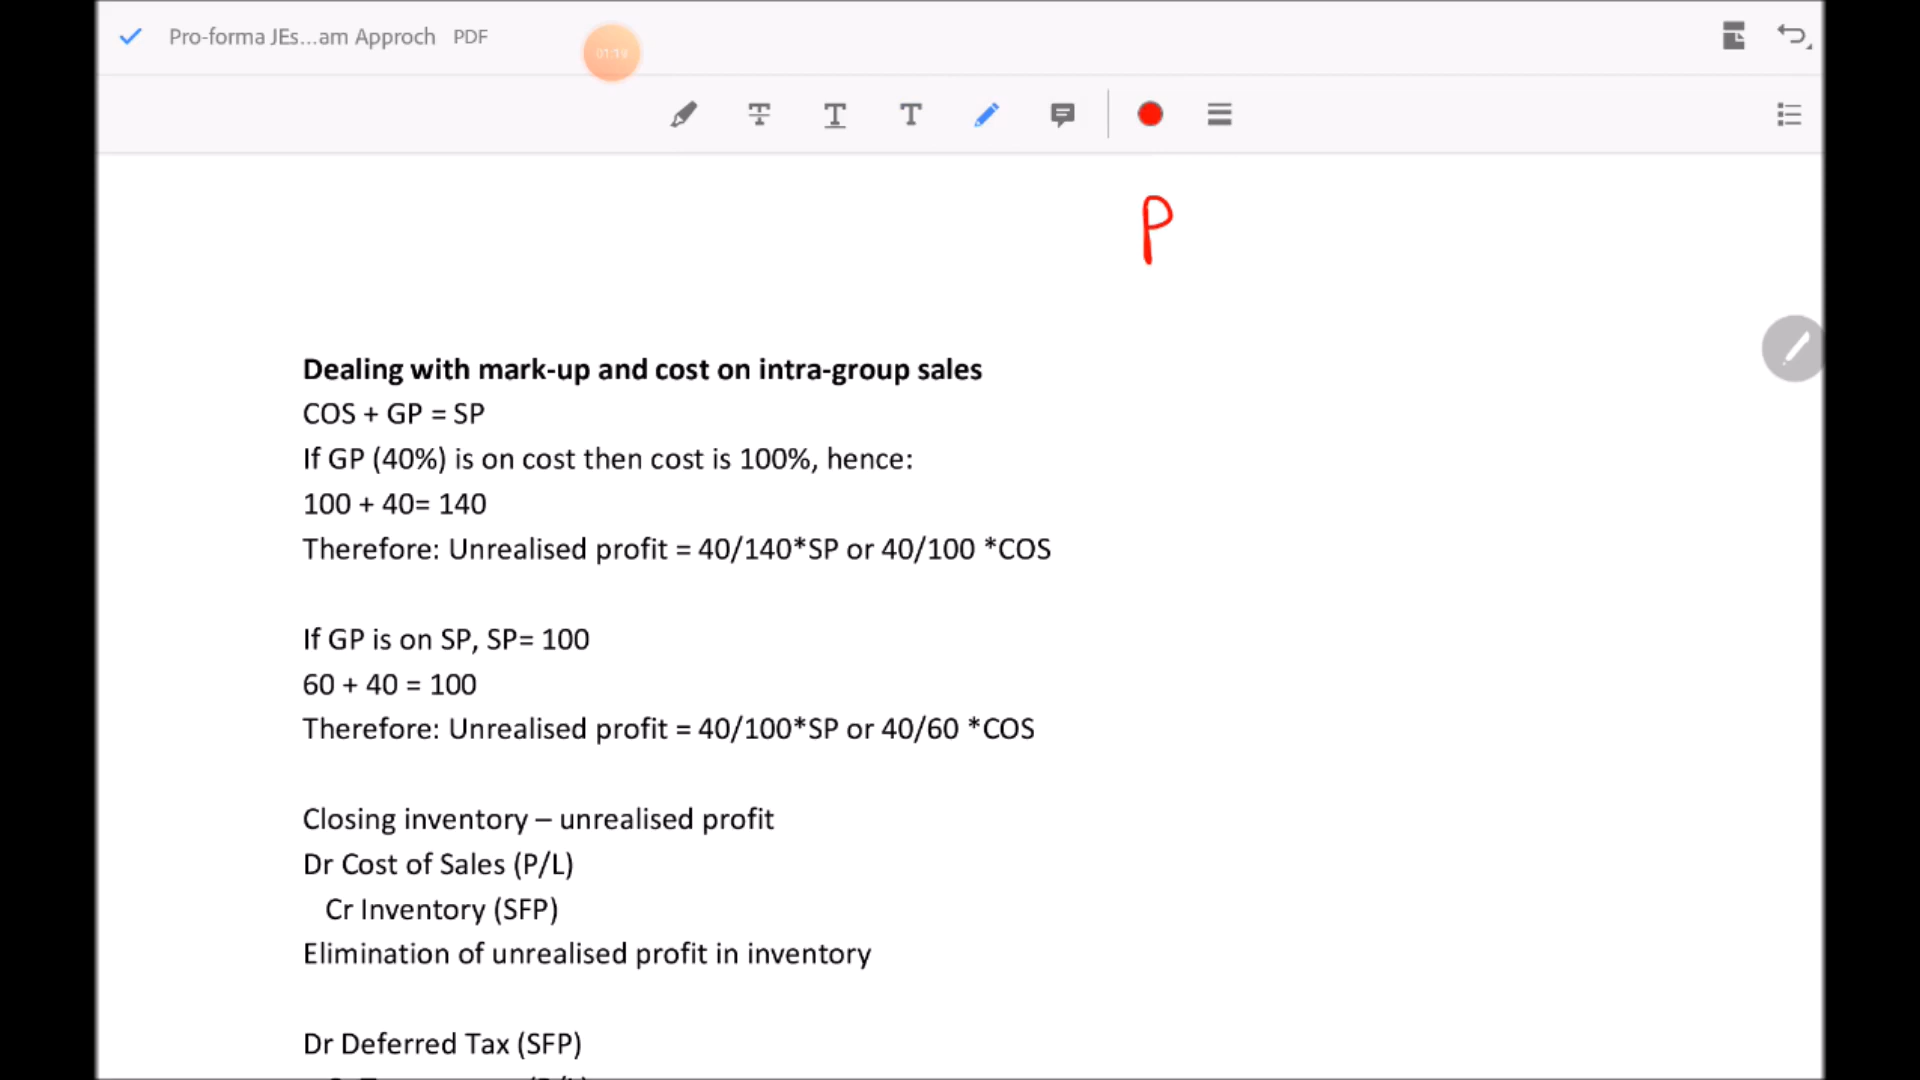 Pro-forma JEs...am Approch PDF
01:19
P
Dealing with mark-up and cost on intra-group sales
COS + GP = SP
If GP (40%) is on cost then cost is 100%, hence:
100 + 40= 140
Therefore: Unrealised profit = 40/140*SP or 40/100 *COS
If GP is on SP, SP= 100
60 + 40 = 100
Therefore: Unrealised profit = 40/100*SP or 40/60 *COS
Closing inventory – unrealised profit
Dr Cost of Sales (P/L)
Cr Inventory (SFP)
Elimination of unrealised profit in inventory
Dr Deferred Tax (SFP)